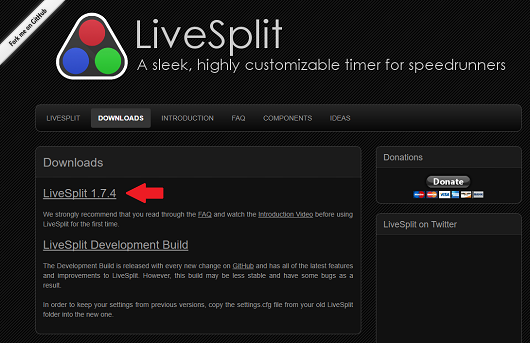 Fork me on GitHub
LiveSplit
A sleek, highly customizable timer for speedrunners
LIVESPLIT DOWNLOADS INTRODUCTION FAQ COMPONENTS IDEAS
Downloads
LiveSplit 1.7.4
We strongly recommend that you read through the FAQ and watch the Introduction Video before using
LiveSplit for the first time.
LiveSplit Development Build
The Development Build is released with every new change on GitHub and has all of the latest features
and improvements to LiveSplit. However, this build may be less stable and have some bugs as a
result.
In order to keep your settings from previous versions, copy the settings.cfg file from your old LiveSplit
folder into the new one.
Donations
Donate
LiveSplit on Twitter